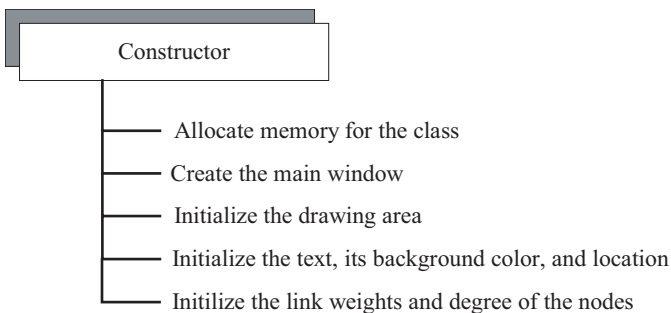 Constructor
Allocate memory for the class
Create the main window
Initialize the drawing area
Initialize the text, its background color, and location
Initilize the link weights and degree of the nodes